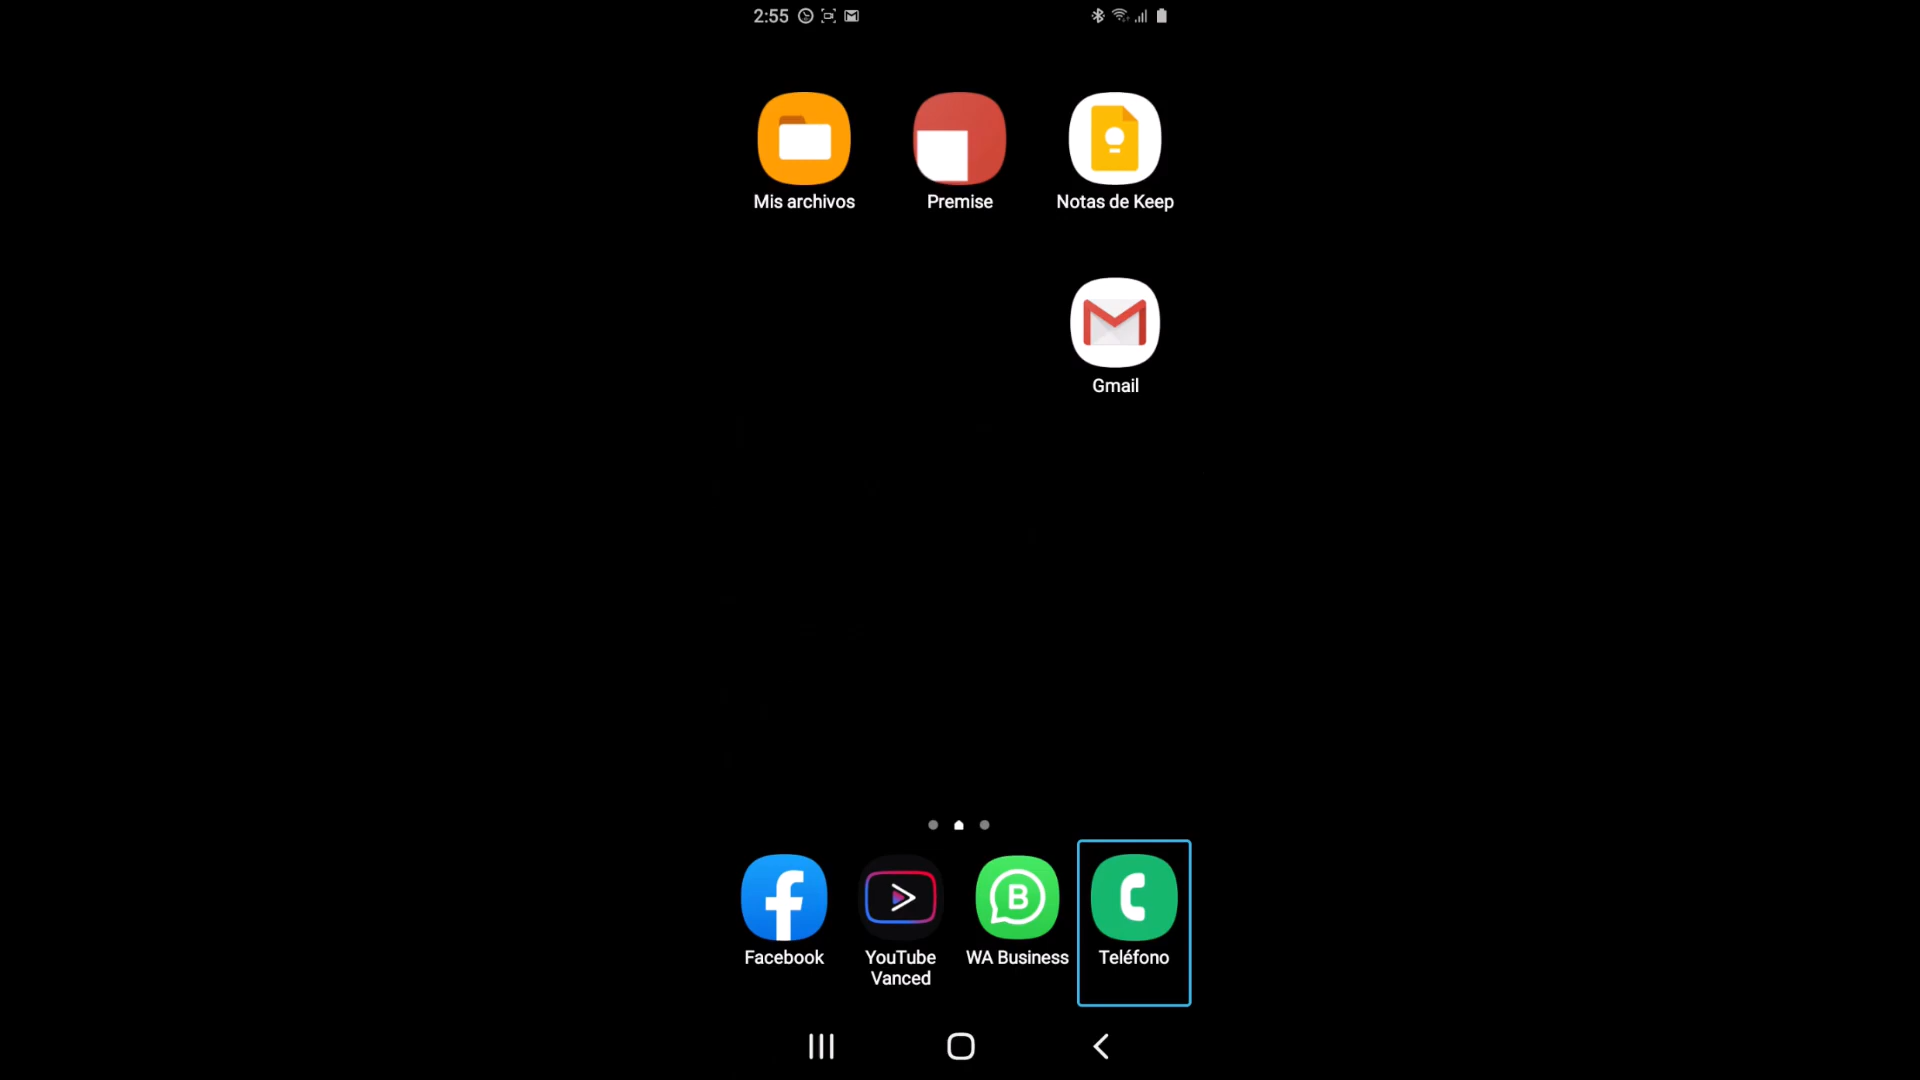 2:55
Mis archivos
Premise
Notas de Keep
Gmail
B
Facebook
YouTube
Vanced
WA Business
Teléfono